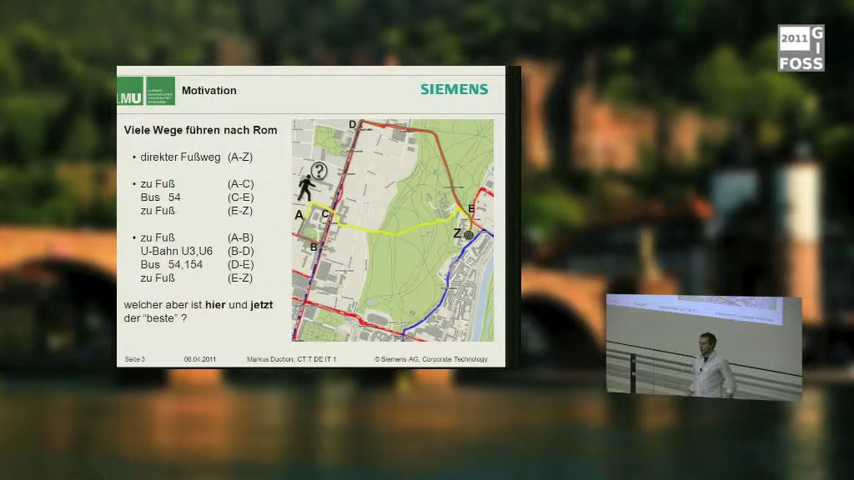 2011
G
I
FOSS
LMU
Motivation
SIEMENS
Viele Wege führen nach Rom
• direkter Fußweg (A-Z)
• zu Fuß (A-C)
Bus 54 (C-E)
zu Fuß (E-Z)
• zu Fuß (A-B)
U-Bahn U3,U6 (B-D)
Bus 54,154 (D-E)
zu Fuß (E-Z)
welcher aber ist hier und jetzt
der "beste" ?
D
?
A
C
E
B
Z
Seite 3 06.04.2011 Markus Duchon, CT T DE IT 1 © Siemens AG, Corporate Technology